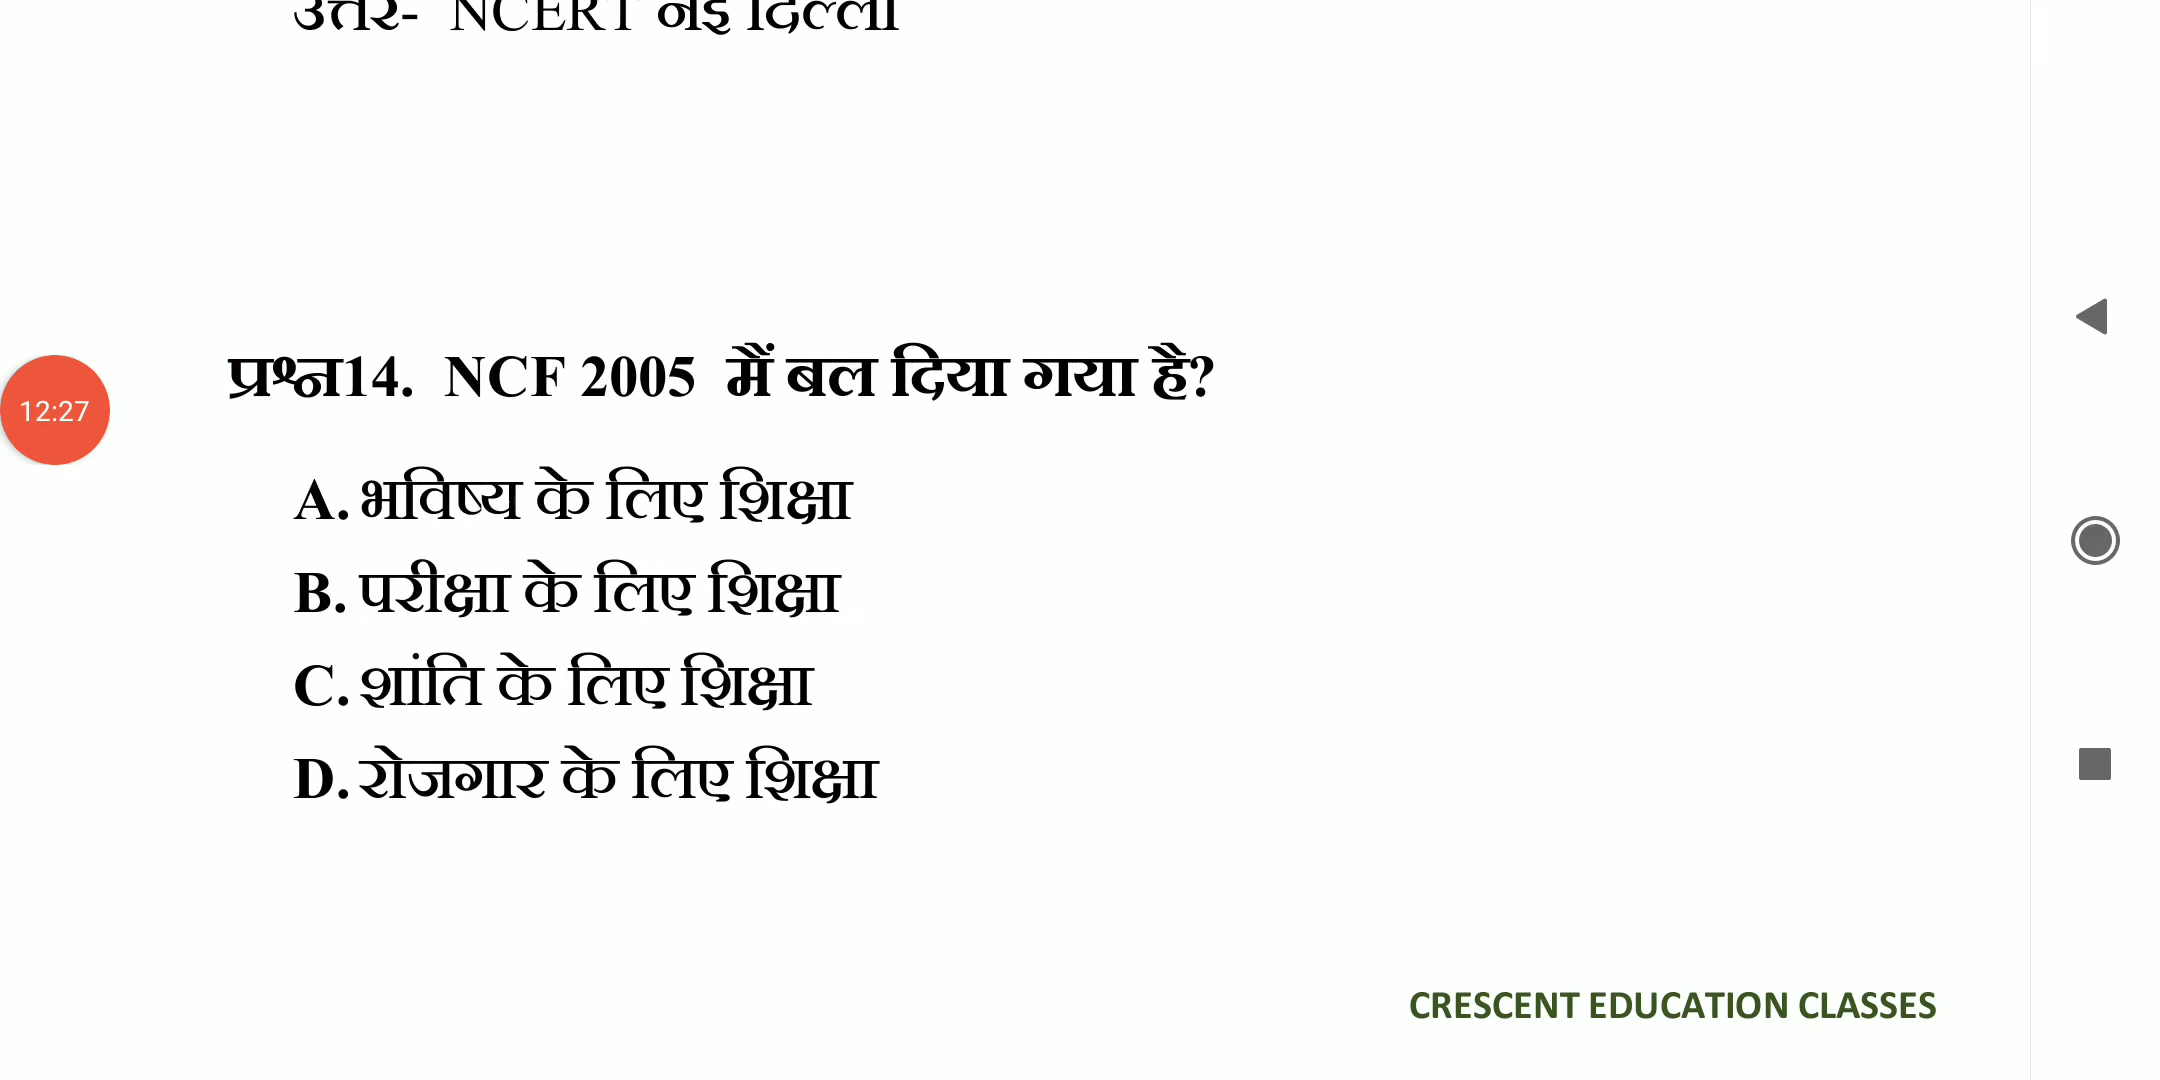 उत्तर- NCERT नई दिल्ली
प्रश्न14. NCF 2005 मैं बल दिया गया है?
12:27
A. भविष्य के लिए शिक्षा
B. परीक्षा के लिए शिक्षा
C. शांति के लिए शिक्षा
D. रोजगार के लिए शिक्षा
CRESCENT EDUCATION CLASSES